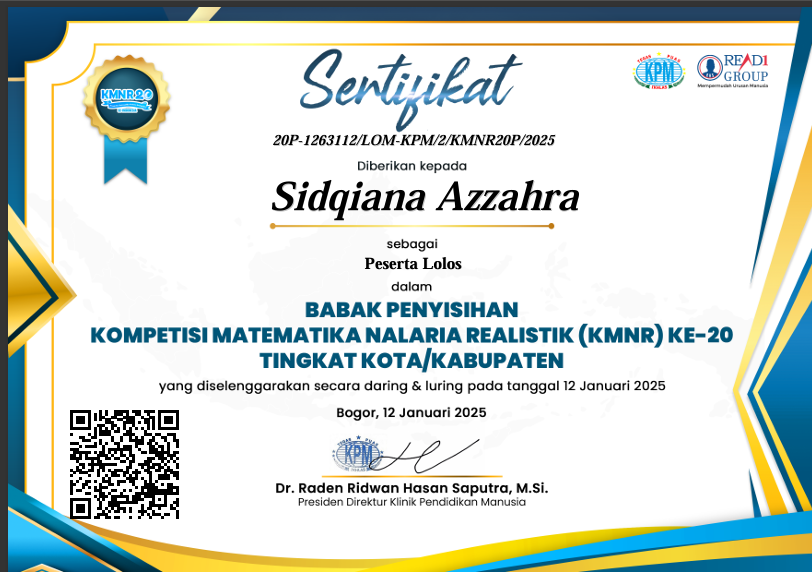 KMNR20
Sertifikat
KPM
READ1
GROUP
Mempermudah Urusan Manusia
20P-1263112/LOM-KPM/2/KMNR20P/2025
Diberikan kepada
Sidqiana Azzahra
sebagai
Peserta Lolos
dalam
BABAK PENYISIHAN
KOMPETISI MATEMATIKA NALARIA REALISTIK (KMNR) KE-20
TINGKAT KOTA/KABUPATEN
yang diselenggarakan secara daring & luring pada tanggal 12 Januari 2025
Bogor, 12 Januari 2025
KPM
Dr. Raden Ridwan Hasan Saputra, M.Si.
Presiden Direktur Klinik Pendidikan Manusia